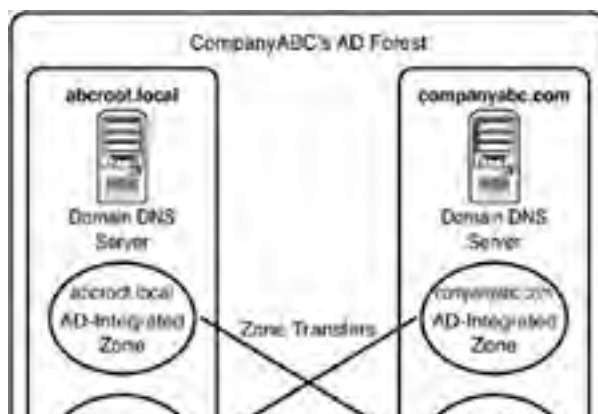 CompanyABC's AD Forest
abcroot.local
companyabc.com
Domain DNS
Server
Domain DNS
Server
abcroot.local
AD-Integrated
Zone
Zone Transfers
companyabc.com
AD-Integrated
Zone